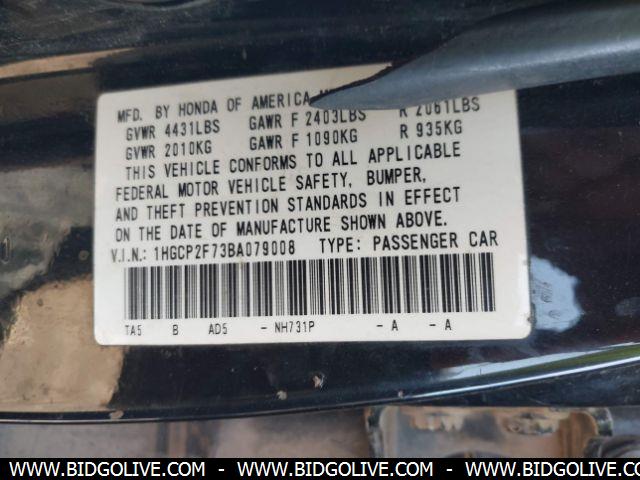 MFD. BY HONDA OF AMERICA
GVWR 4431LBS GAWR F 2403LBS R 2061LBS
GVWR 2010KG GAWR F 1090KG R 935KG
THIS VEHICLE CONFORMS TO ALL APPLICABLE
FEDERAL MOTOR VEHICLE SAFETY, BUMPER,
AND THEFT PREVENTION STANDARDS IN EFFECT
ON THE DATE OF MANUFACTURE SHOWN ABOVE.
V.I.N.: 1HGCP2F73BA079008 TYPE: PASSENGER CAR
TA5 B AD5 - NH731P - A - A
WWW.BIDGOLIVE.COM - WWW.BIDGOLIVE.COM - WWW.BIDGOLIVE.COM